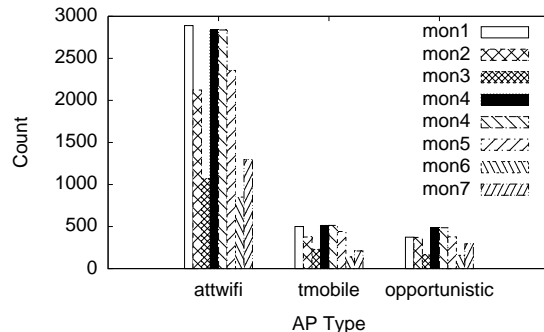 3000
2500
2000
1500
1000
500
0
Count
mon1
mon2
mon3
mon4
mon4
mon5
mon6
mon7
attwifi tmobile opportunistic
AP Type